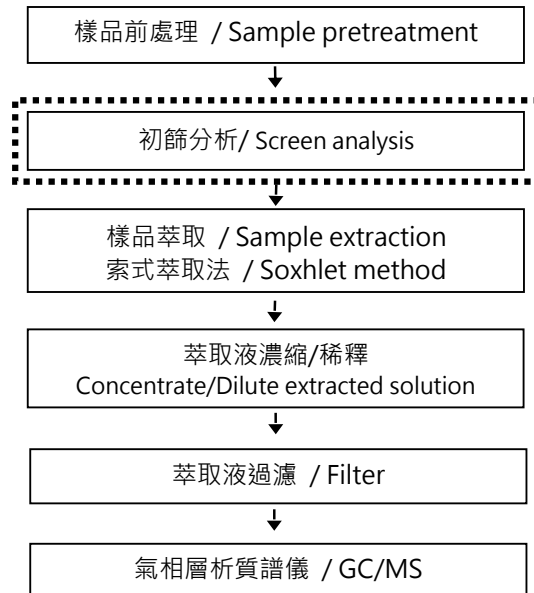 樣品前處理 / Sample pretreatment
初篩分析/ Screen analysis
樣品萃取 / Sample extraction
索式萃取法 / Soxhlet method
萃取液濃縮/稀釋
Concentrate/Dilute extracted solution
萃取液過濾 / Filter
氣相層析質譜儀 / GC/MS